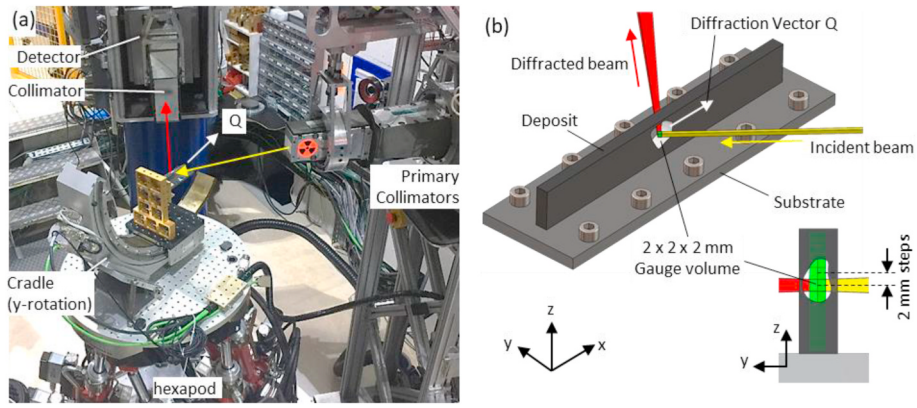 (a)
Detector
Collimator
Q
Primary
Collimators
Cradle
(y-rotation)
hexapod
(b)
Diffraction Vector Q
Diffracted beam
Deposit
Incident beam
Substrate
2 x 2 x 2 mm
Gauge volume
2 mm steps
z
y
x
z
y